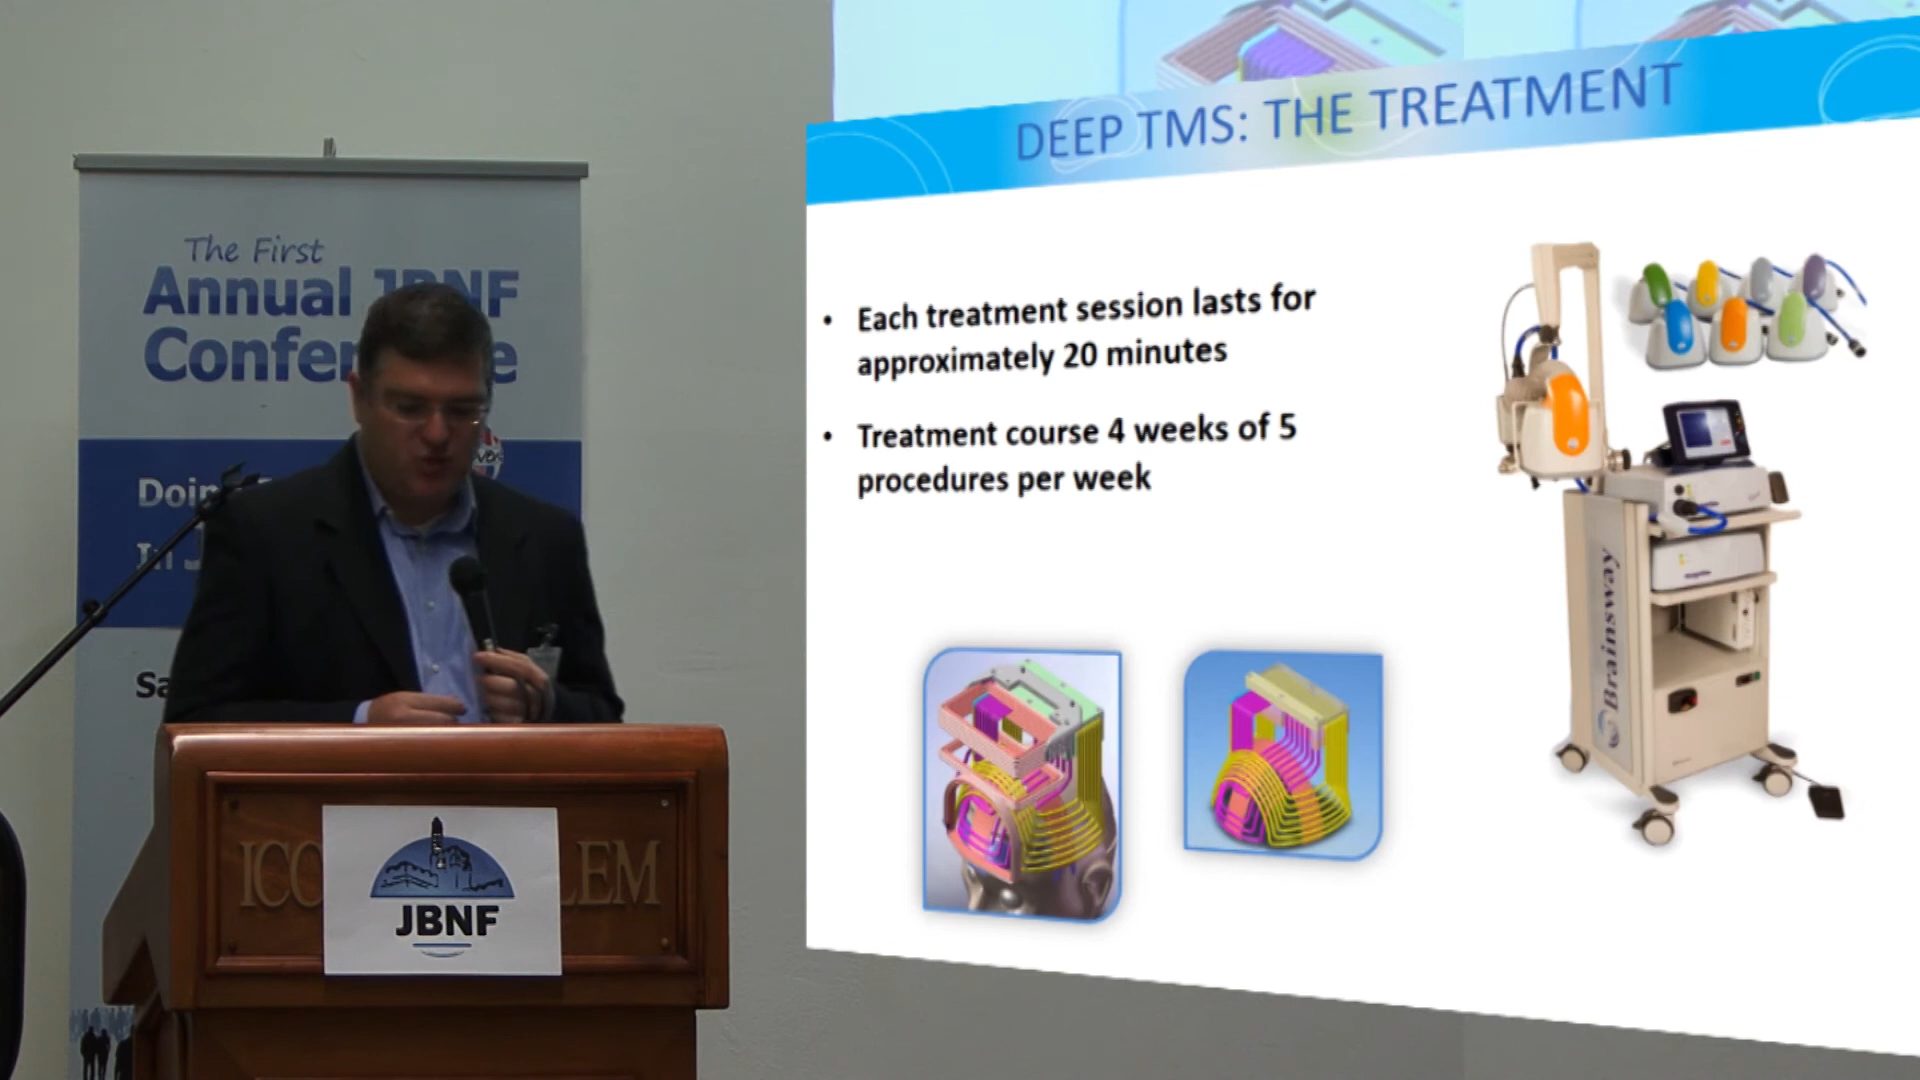 The First
Annual JBNF
Conference
Doin
In J
Sa
ICC LEM
JBNF
DEEP TMS: THE TREATMENT
• Each treatment session lasts for
approximately 20 minutes
• Treatment course 4 weeks of 5
procedures per week
Brainsway